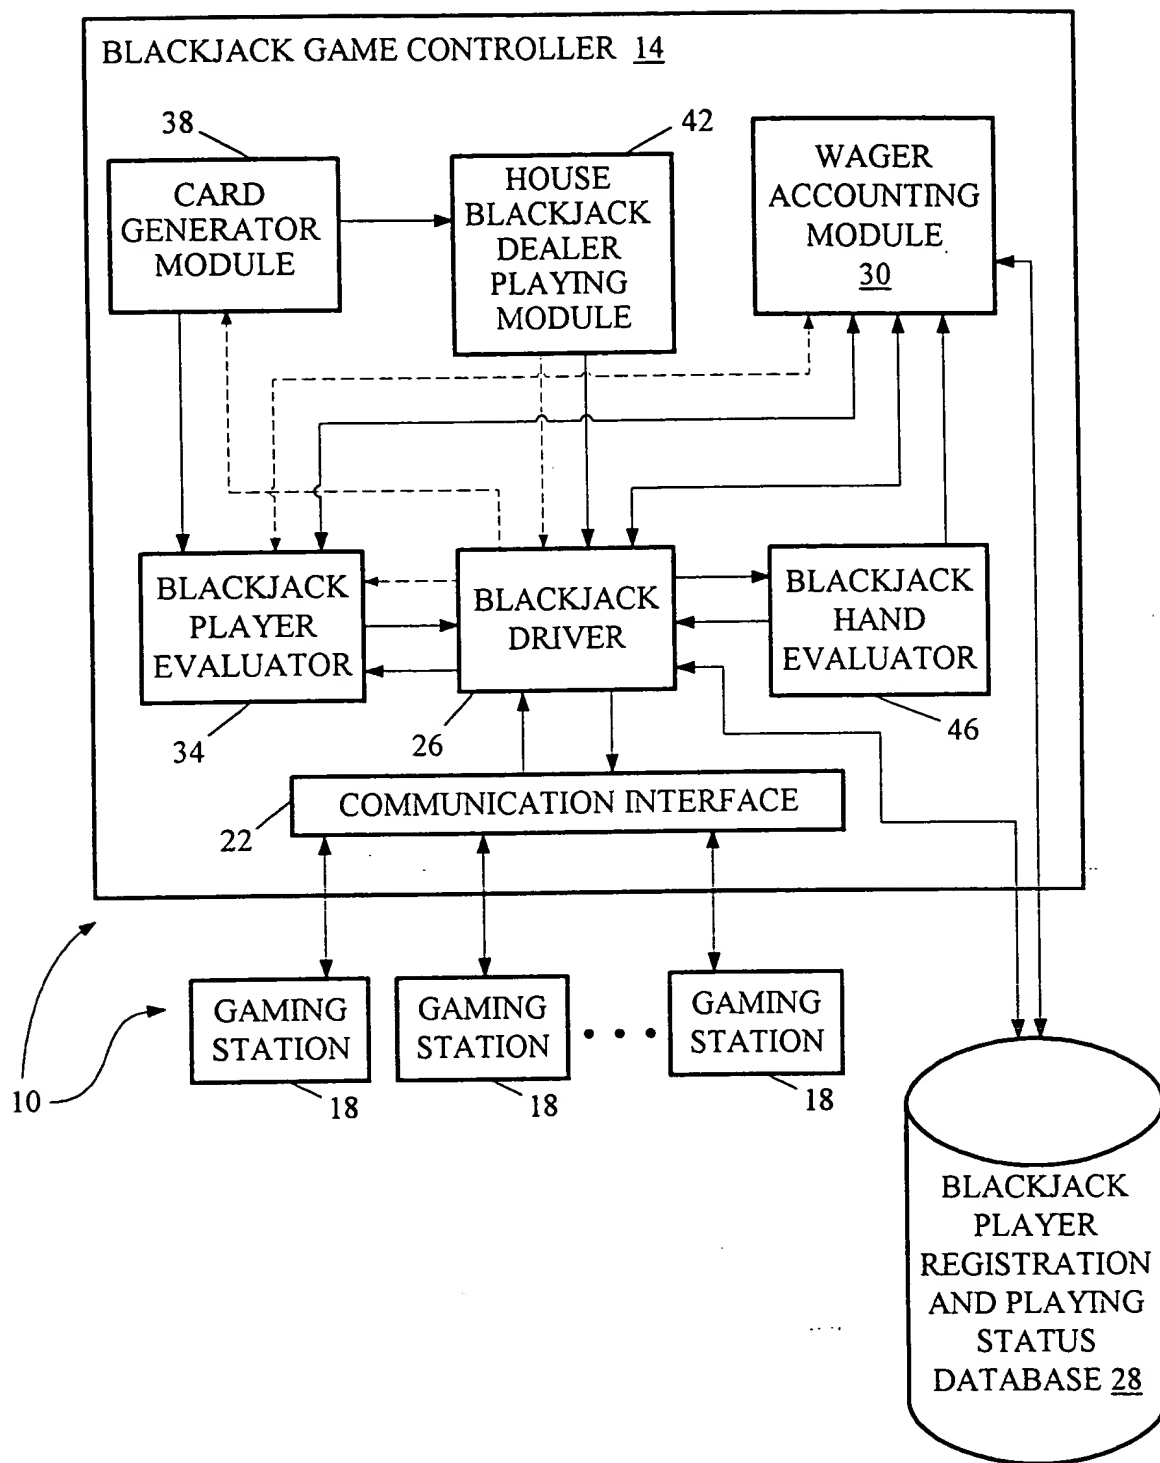 BLACKJACK GAME CONTROLLER 14
38
42
CARD
GENERATOR
MODULE
HOUSE
BLACKJACK
DEALER
PLAYING
MODULE
WAGER
ACCOUNTING
MODULE
30
BLACKJACK
PLAYER
EVALUATOR
BLACKJACK
DRIVER
BLACKJACK
HAND
EVALUATOR
34
26
46
COMMUNICATION INTERFACE
22
GAMING
STATION
GAMING
STATION
GAMING
STATION
10
18
18
18
BLACKJACK
PLAYER
REGISTRATION
AND PLAYING
STATUS
DATABASE 28